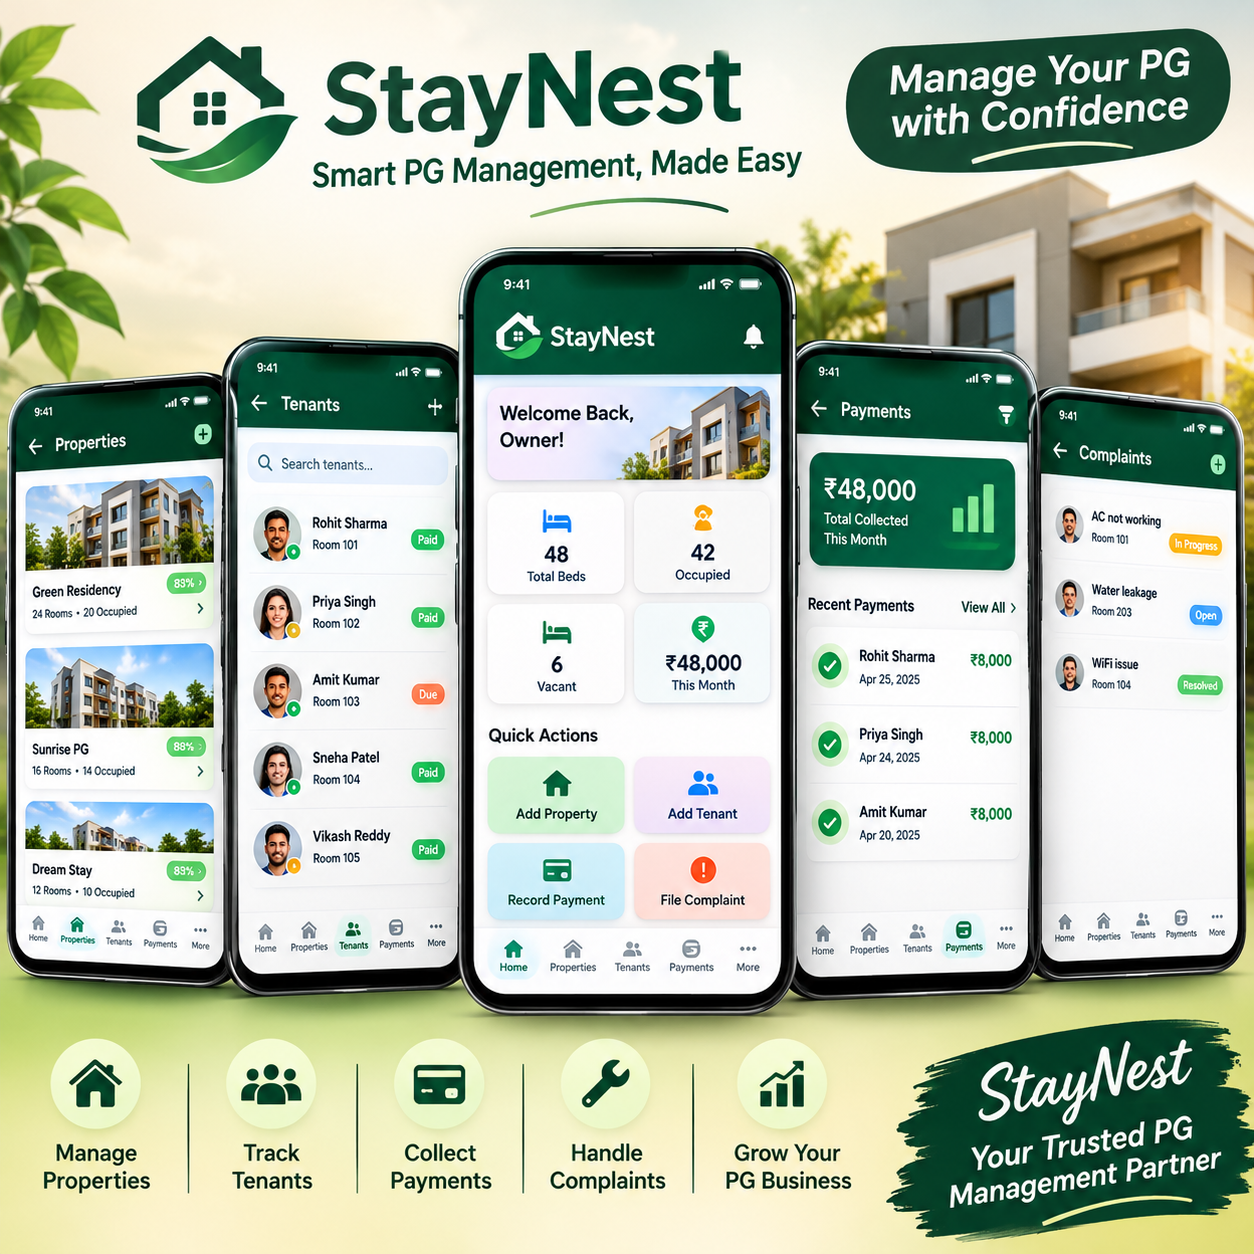 StayNest
Smart PG Management, Made Easy
Manage Your PG
with Confidence
9:41
Properties
Green Residency
83%
24 Rooms • 20 Occupied
Sunrise PG
88%
16 Rooms • 14 Occupied
Dream Stay
83%
12 Rooms • 10 Occupied
Home
Properties
Tenants
Payments
More
9:41
Tenants
Search tenants...
Rohit Sharma
Room 101
Paid
Priya Singh
Room 102
Paid
Amit Kumar
Room 103
Due
Sneha Patel
Room 104
Paid
Vikash Reddy
Room 105
Paid
Home
Properties
Tenants
Payments
More
9:41
StayNest
Welcome Back,
Owner!
48
Total Beds
42
Occupied
6
Vacant
₹48,000
This Month
Quick Actions
Add Property
Add Tenant
Record Payment
File Complaint
Home
Properties
Tenants
Payments
More
9:41
Payments
₹48,000
Total Collected
This Month
Recent Payments
View All
Rohit Sharma
₹8,000
Apr 25, 2025
Priya Singh
₹8,000
Apr 24, 2025
Amit Kumar
₹8,000
Apr 20, 2025
Home
Properties
Tenants
Payments
More
9:41
Complaints
AC not working
Room 101
In Progress
Water leakage
Room 203
Open
WiFi issue
Room 104
Resolved
Home
Properties
Tenants
Payments
More
Manage
Properties
Track
Tenants
Collect
Payments
Handle
Complaints
Grow Your
PG Business
StayNest
Your Trusted PG
Management Partner